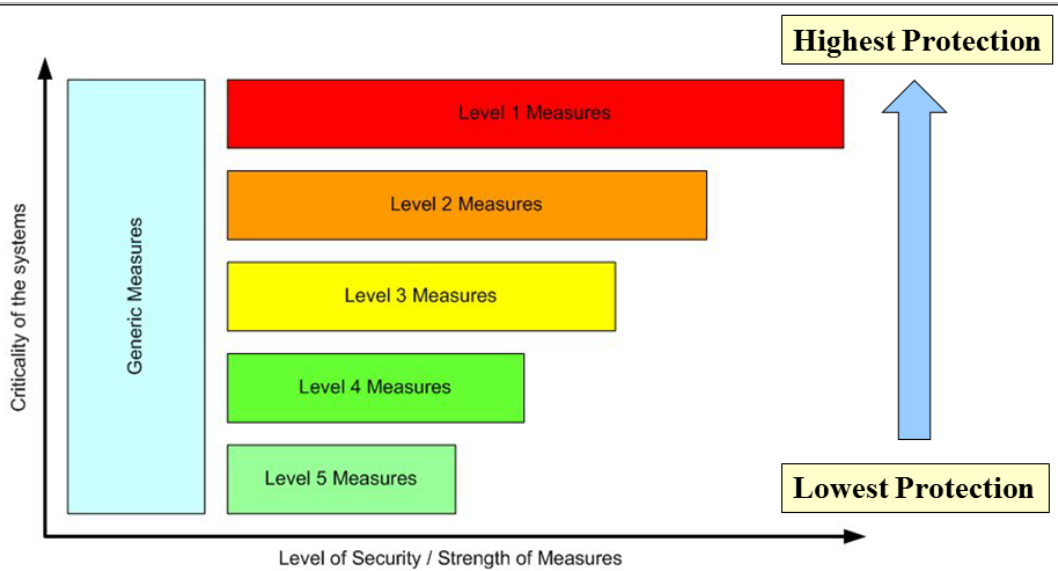 Highest Protection
Criticality of the systems
Generic Measures
Level 1 Measures
Level 2 Measures
Level 3 Measures
Level 4 Measures
Level 5 Measures
Lowest Protection
Level of Security / Strength of Measures